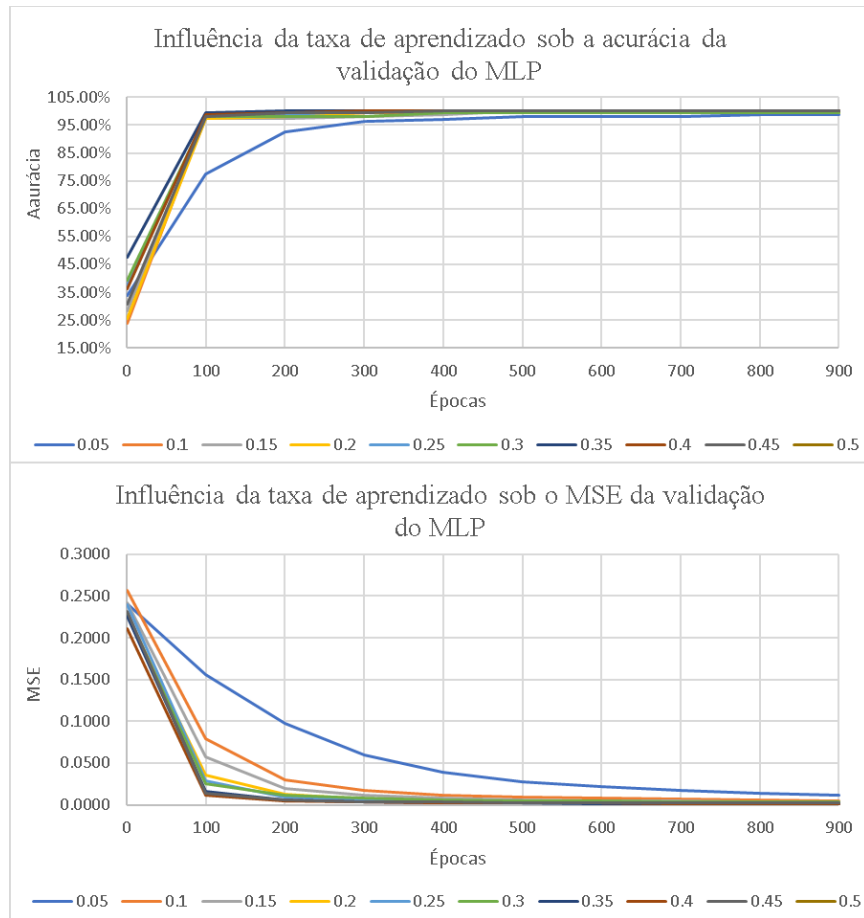 Influência da taxa de aprendizado sob a acurácia da
validação do MLP
105.00%
95.00%
85.00%
75.00%
65.00%
55.00%
45.00%
35.00%
25.00%
15.00%
Aaurácia
0 100 200 300 400 500 600 700 800 900
Épocas
0.05 0.1 0.15 0.2 0.25 0.3 0.35 0.4 0.45 0.5
Influência da taxa de aprendizado sob o MSE da validação
do MLP
0.3000
0.2500
0.2000
0.1500
0.1000
0.0500
0.0000
MSE
0 100 200 300 400 500 600 700 800 900
Épocas
0.05 0.1 0.15 0.2 0.25 0.3 0.35 0.4 0.45 0.5